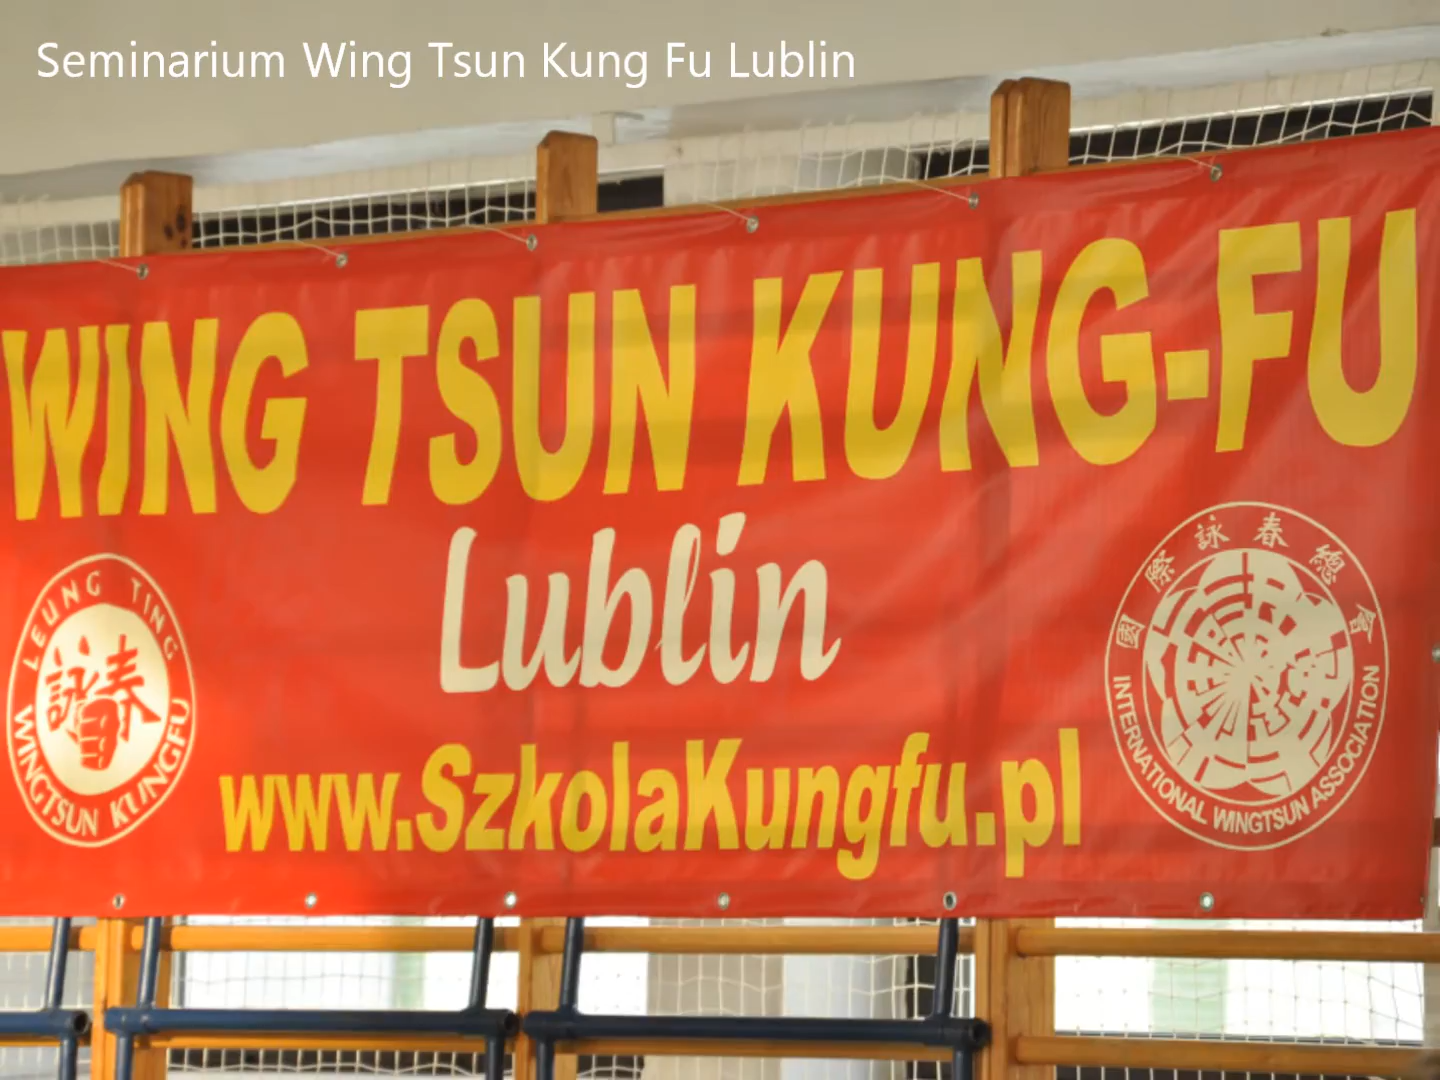 Seminarium Wing Tsun Kung Fu Lublin
WING TSUN KUNG-FU
Lublin
www.SzkolaKungfu.pl
LEUNG TING
詠春
WINGTSUN KUNGFU
國際詠春總會
INTERNATIONAL WINGTSUN ASSOCIATION